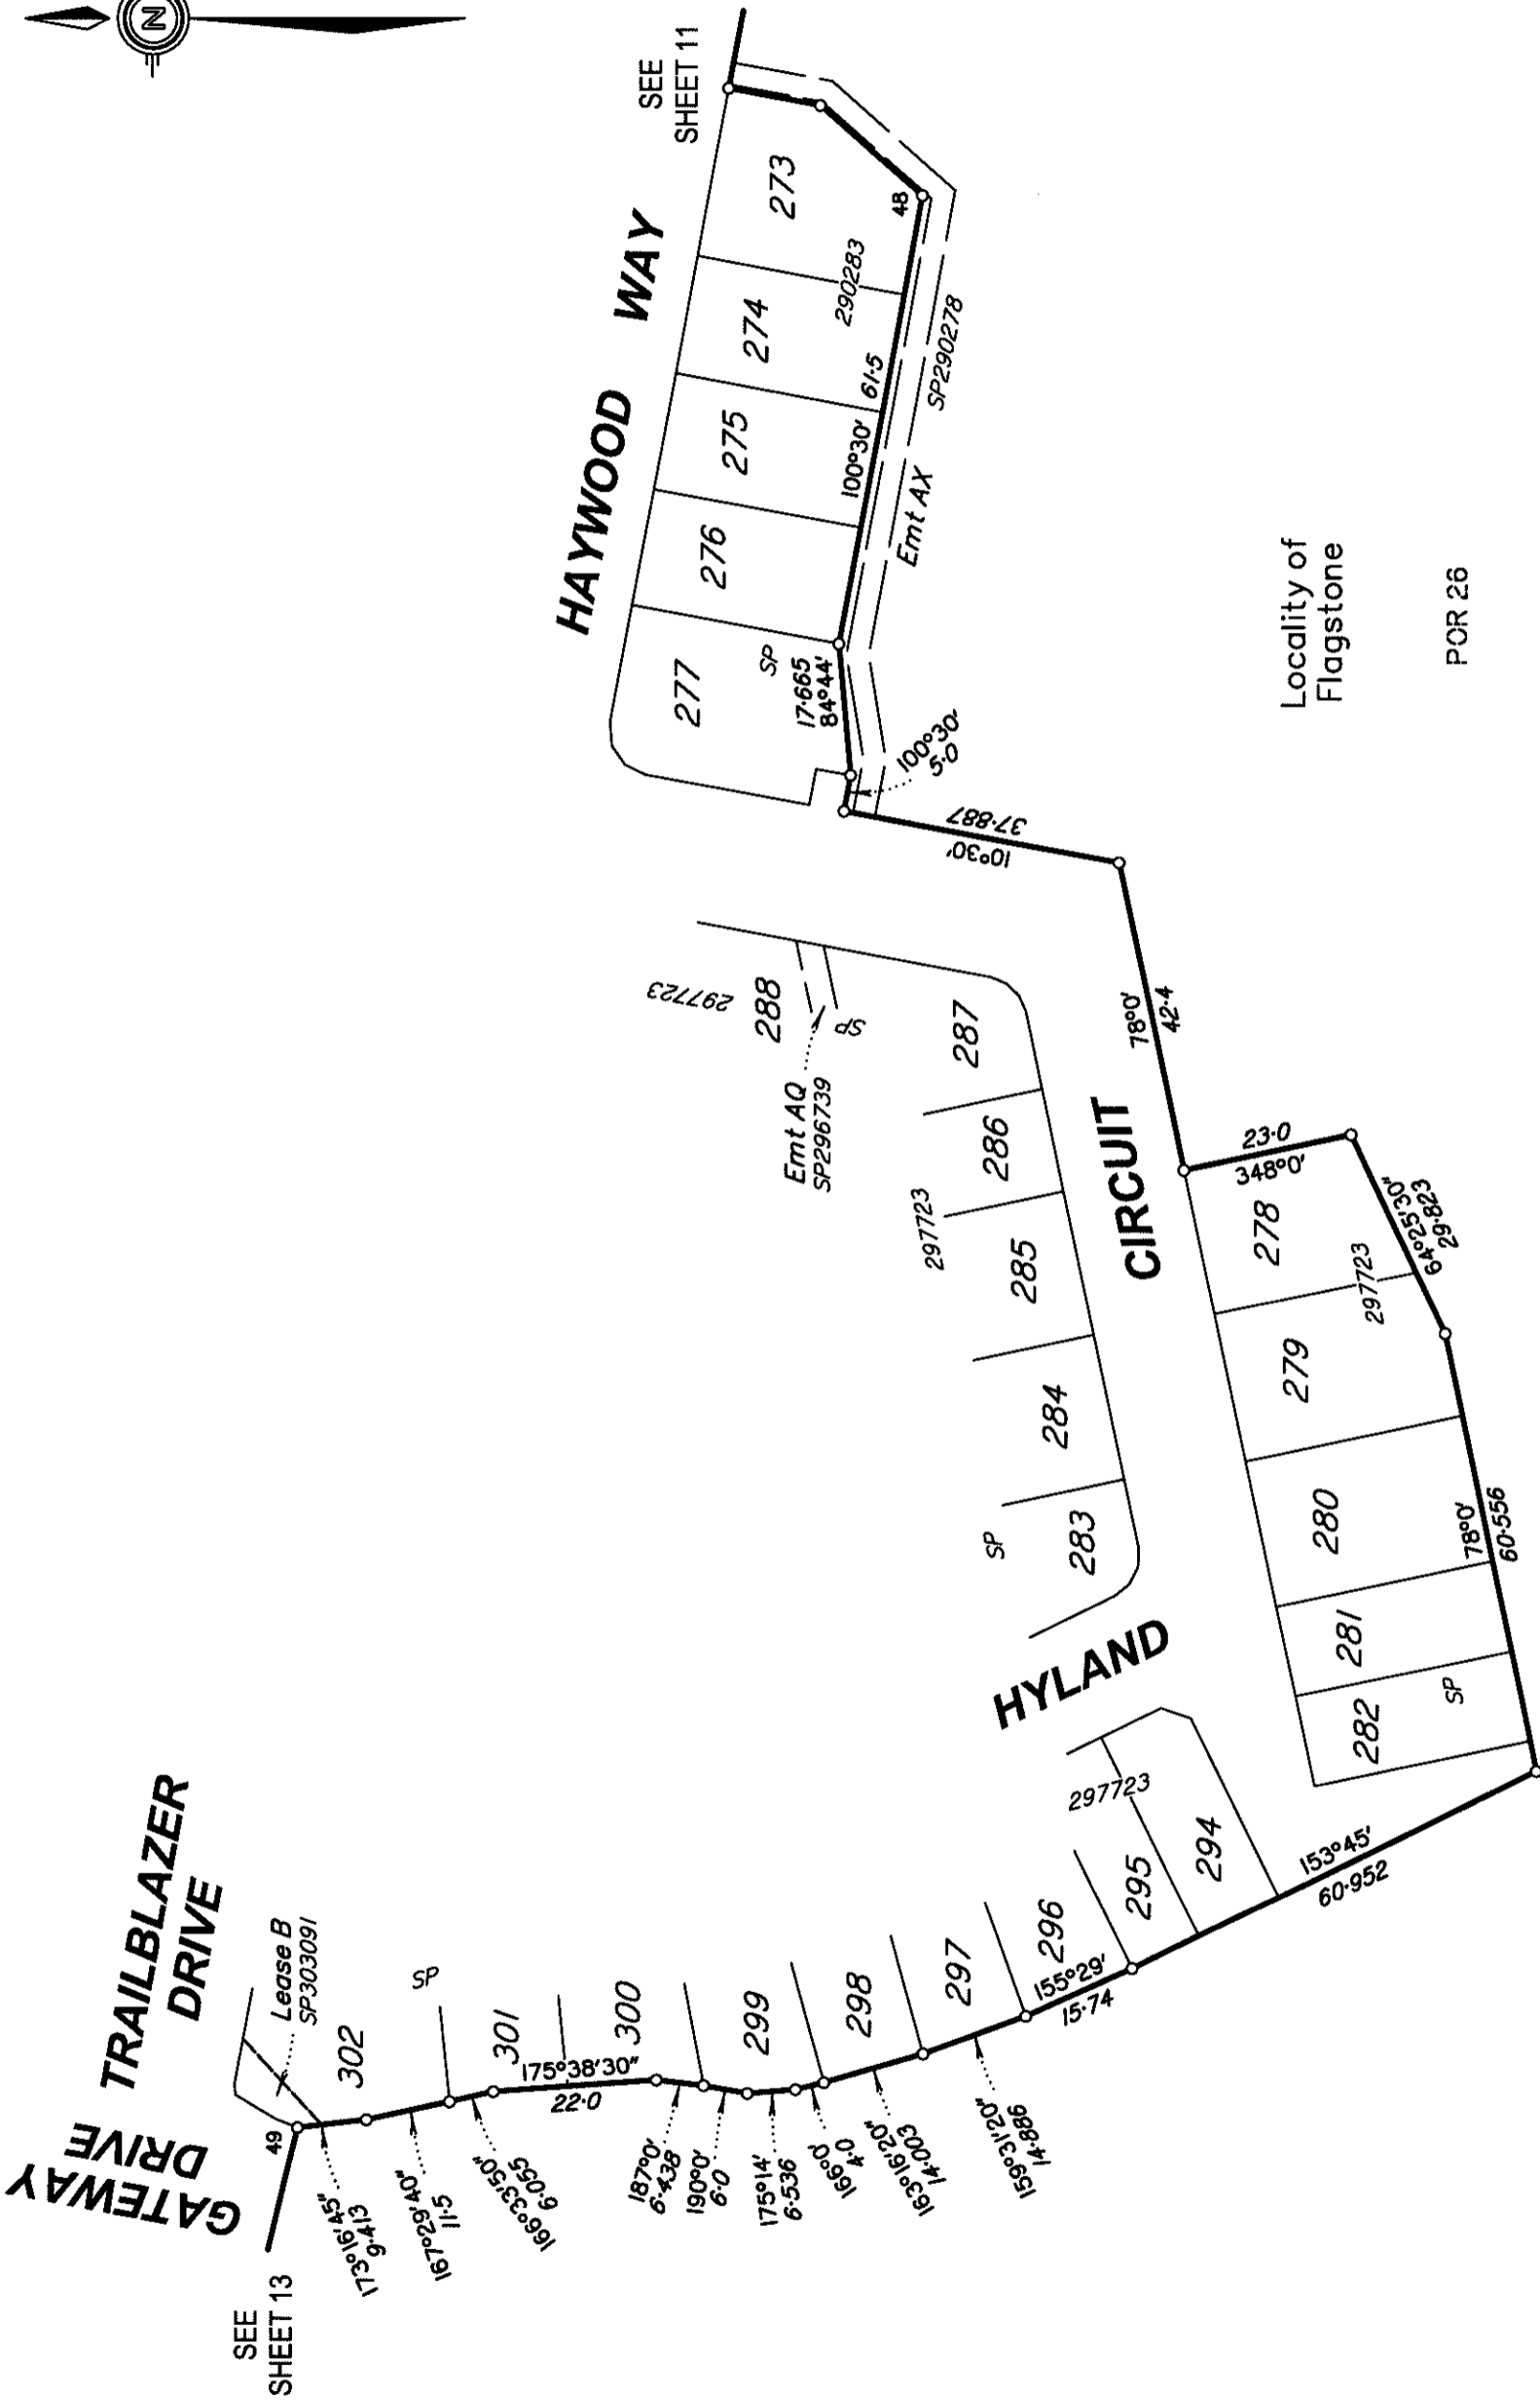 N
SEE
SHEET 11
HAYWOOD WAY
273
274
275
276
277
SP
290283
48
61·5
100°30'
SP290278
Emt AX
17·665
84°44'
100°30'
5·0
37·887
10°30'
Locality of
Flagstone
POR 26
297723
288
SP
Emt AQ
SP296739
287
286
297723
285
284
283
SP
78°0'
42·4
HYLAND CIRCUIT
23·0
348°0'
278
279
280
281
282
297723
SP
64°25'30"
29·823
78°0'
60·556
153°45'
60·952
297723
294
295
296
297
298
299
300
301
302
SP
155°29'
15·74
159°31'20"
14·886
163°16'20"
14·003
166°0'
4·0
175°14'
6·536
190°0'
6·0
187°0'
6·438
175°38'30"
22·0
166°33'50"
6·055
167°29'40"
11·5
173°16'45"
9·413
49
Lease B
SP303091
TRAILBLAZER
DRIVE
GATEWAY
DRIVE
SEE
SHEET 13